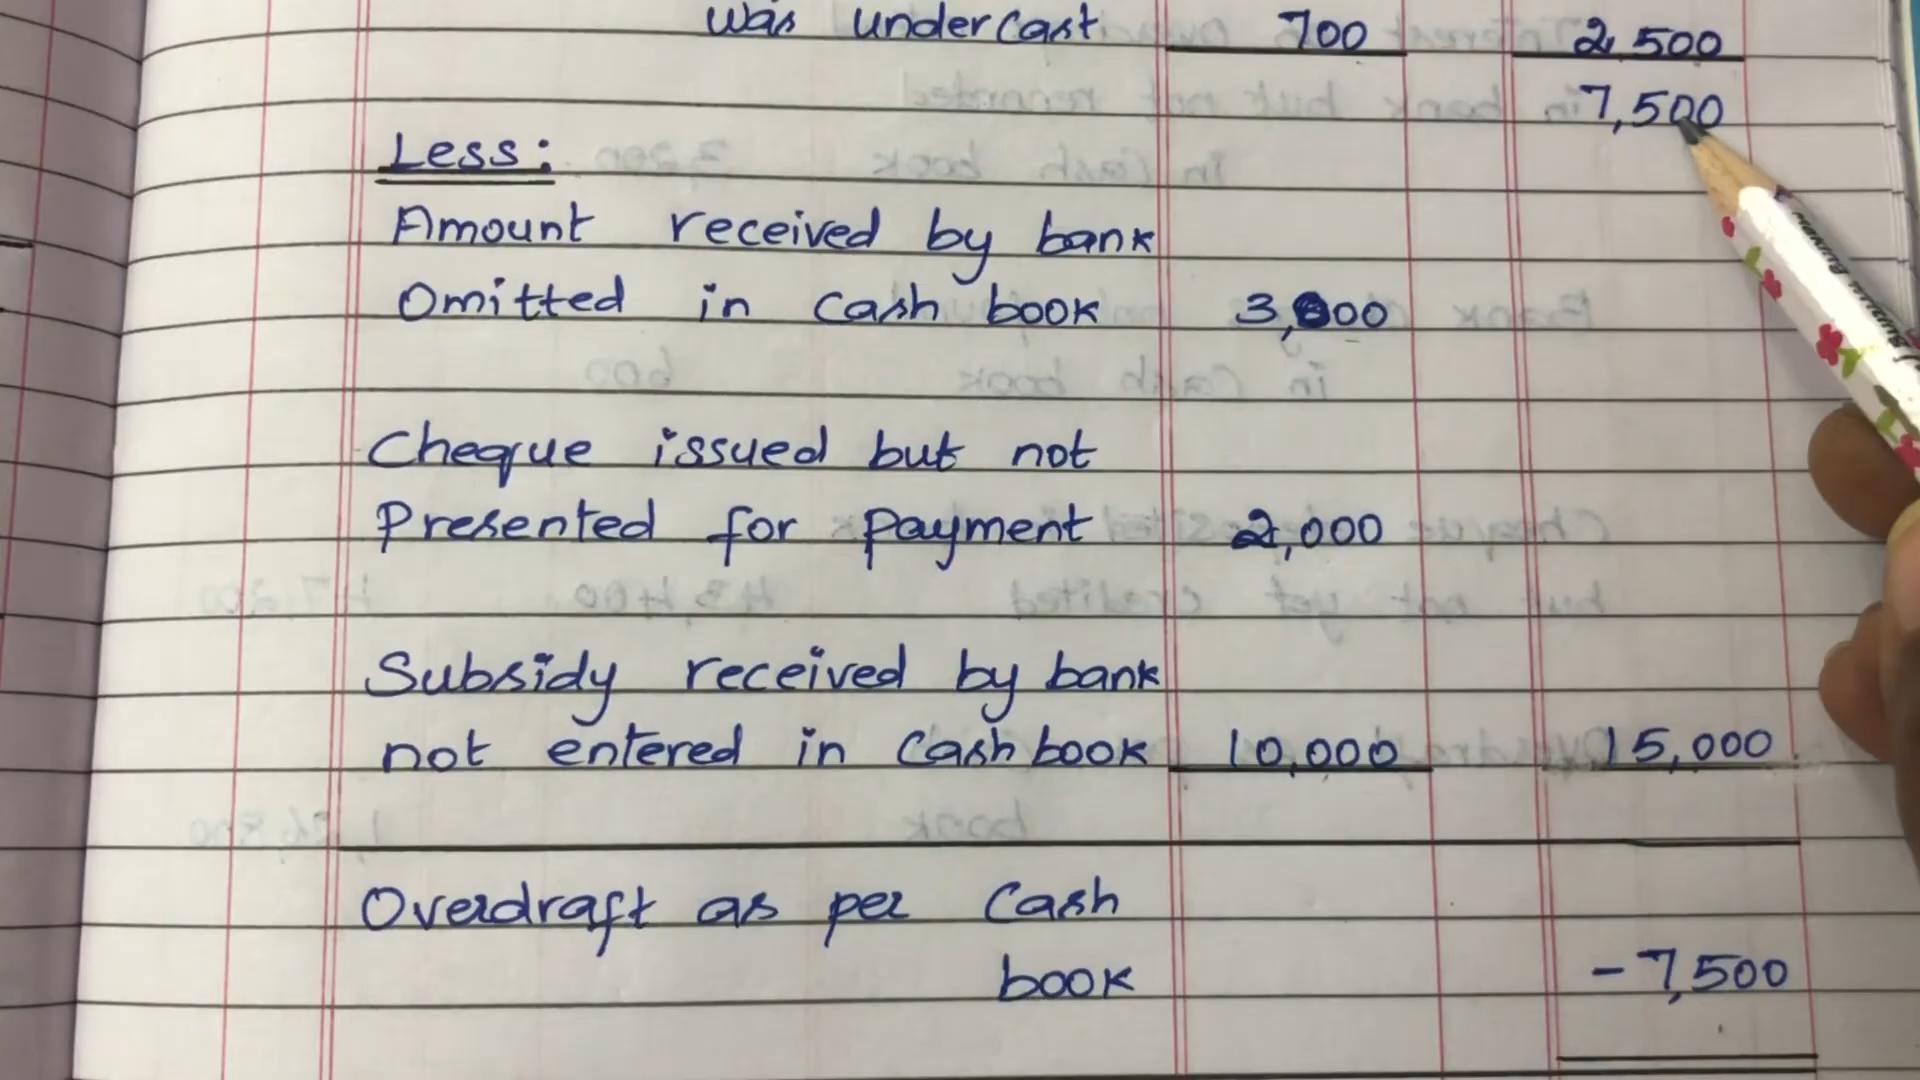 was undercast 700 2,500
7,500
Less:
Amount received by bank
Omitted in cash book 3,000
Cheque issued but not
Presented for payment 2,000
Subsidy received by bank
not entered in cash book 10,000 15,000
Overdraft as per Cash
book - 7,500